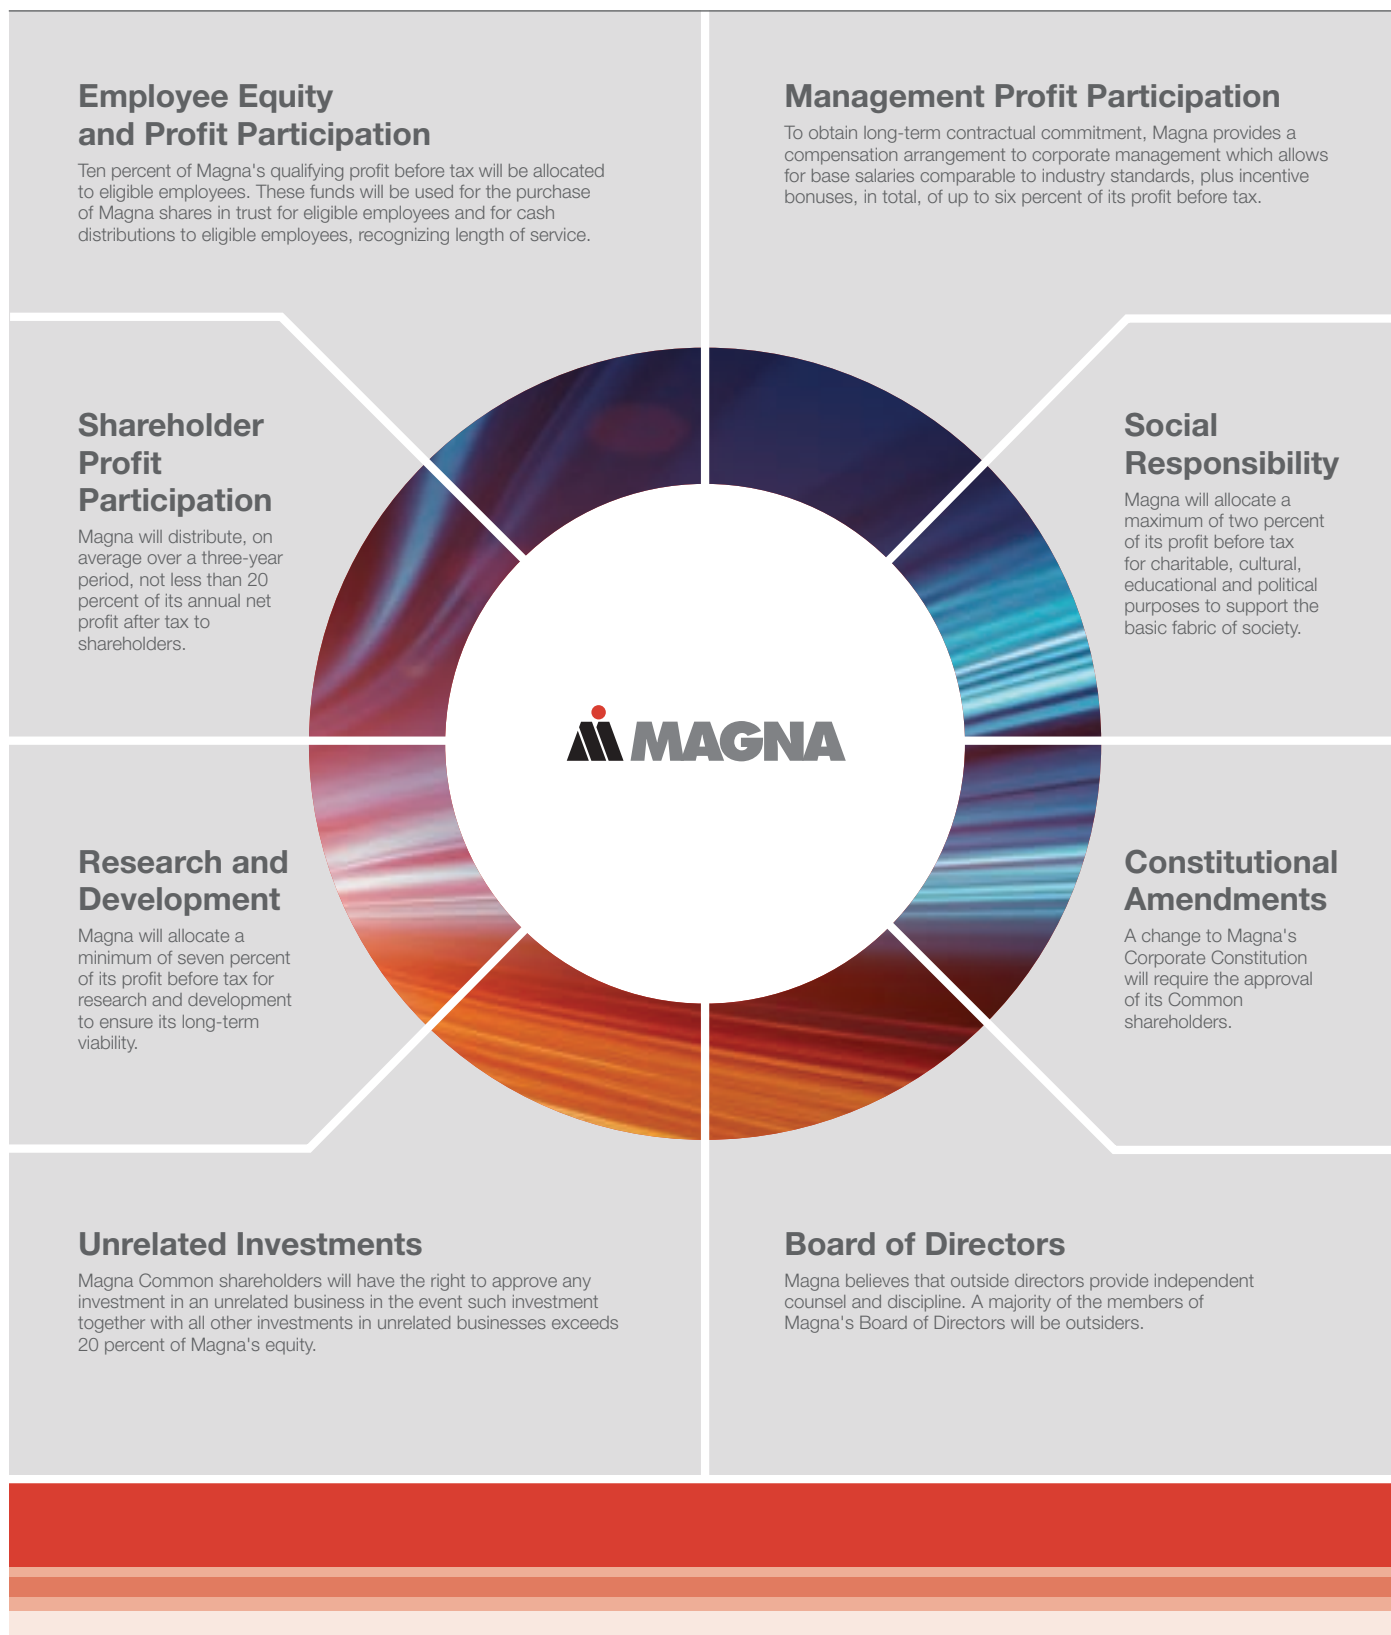 Employee Equity
and Profit Participation
Ten percent of Magna's qualifying profit before tax will be allocated
to eligible employees. These funds will be used for the purchase
of Magna shares in trust for eligible employees and for cash
distributions to eligible employees, recognizing length of service.
Management Profit Participation
To obtain long-term contractual commitment, Magna provides a
compensation arrangement to corporate management which allows
for base salaries comparable to industry standards, plus incentive
bonuses, in total, of up to six percent of its profit before tax.
Shareholder
Profit
Participation
Magna will distribute, on
average over a three-year
period, not less than 20
percent of its annual net
profit after tax to
shareholders.
Social
Responsibility
Magna will allocate a
maximum of two percent
of its profit before tax
for charitable, cultural,
educational and political
purposes to support the
basic fabric of society.
MAGNA
Research and
Development
Magna will allocate a
minimum of seven percent
of its profit before tax for
research and development
to ensure its long-term
viability.
Constitutional
Amendments
A change to Magna's
Corporate Constitution
will require the approval
of its Common
shareholders.
Unrelated Investments
Magna Common shareholders will have the right to approve any
investment in an unrelated business in the event such investment
together with all other investments in unrelated businesses exceeds
20 percent of Magna's equity.
Board of Directors
Magna believes that outside directors provide independent
counsel and discipline. A majority of the members of
Magna's Board of Directors will be outsiders.